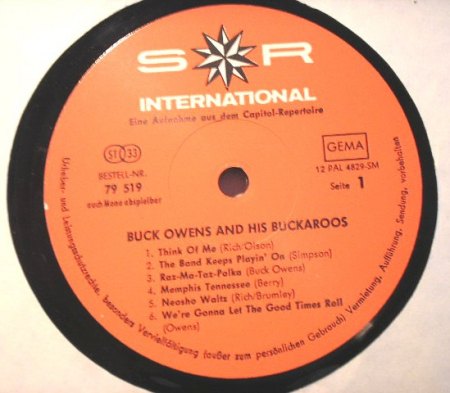 S R
INTERNATIONAL
Eine Aufnahme aus dem Capitol-Repertoire
ST 33
GEMA
BESTELL-NR.
79 519
auch Mono abspielbar
12 PAL 4829-SM
Seite 1
BUCK OWENS AND HIS BUCKAROOS
1. Think Of Me (Rich/Olson)
2. The Band Keeps Playin' On (Simpson)
3. Raz-Ma-Taz-Polka (Buck Owens)
4. Memphis Tennessee (Berry)
5. Neosho Waltz (Rich/Brumley)
6. We're Gonna Let The Good Times Roll
(Owens)
Urheber- und Leistungsschutzrechte, besonders Vervielfältigung (außer zum persönlichen Gebrauch) Vermietung, Aufführung, Sendung, vorbehalten